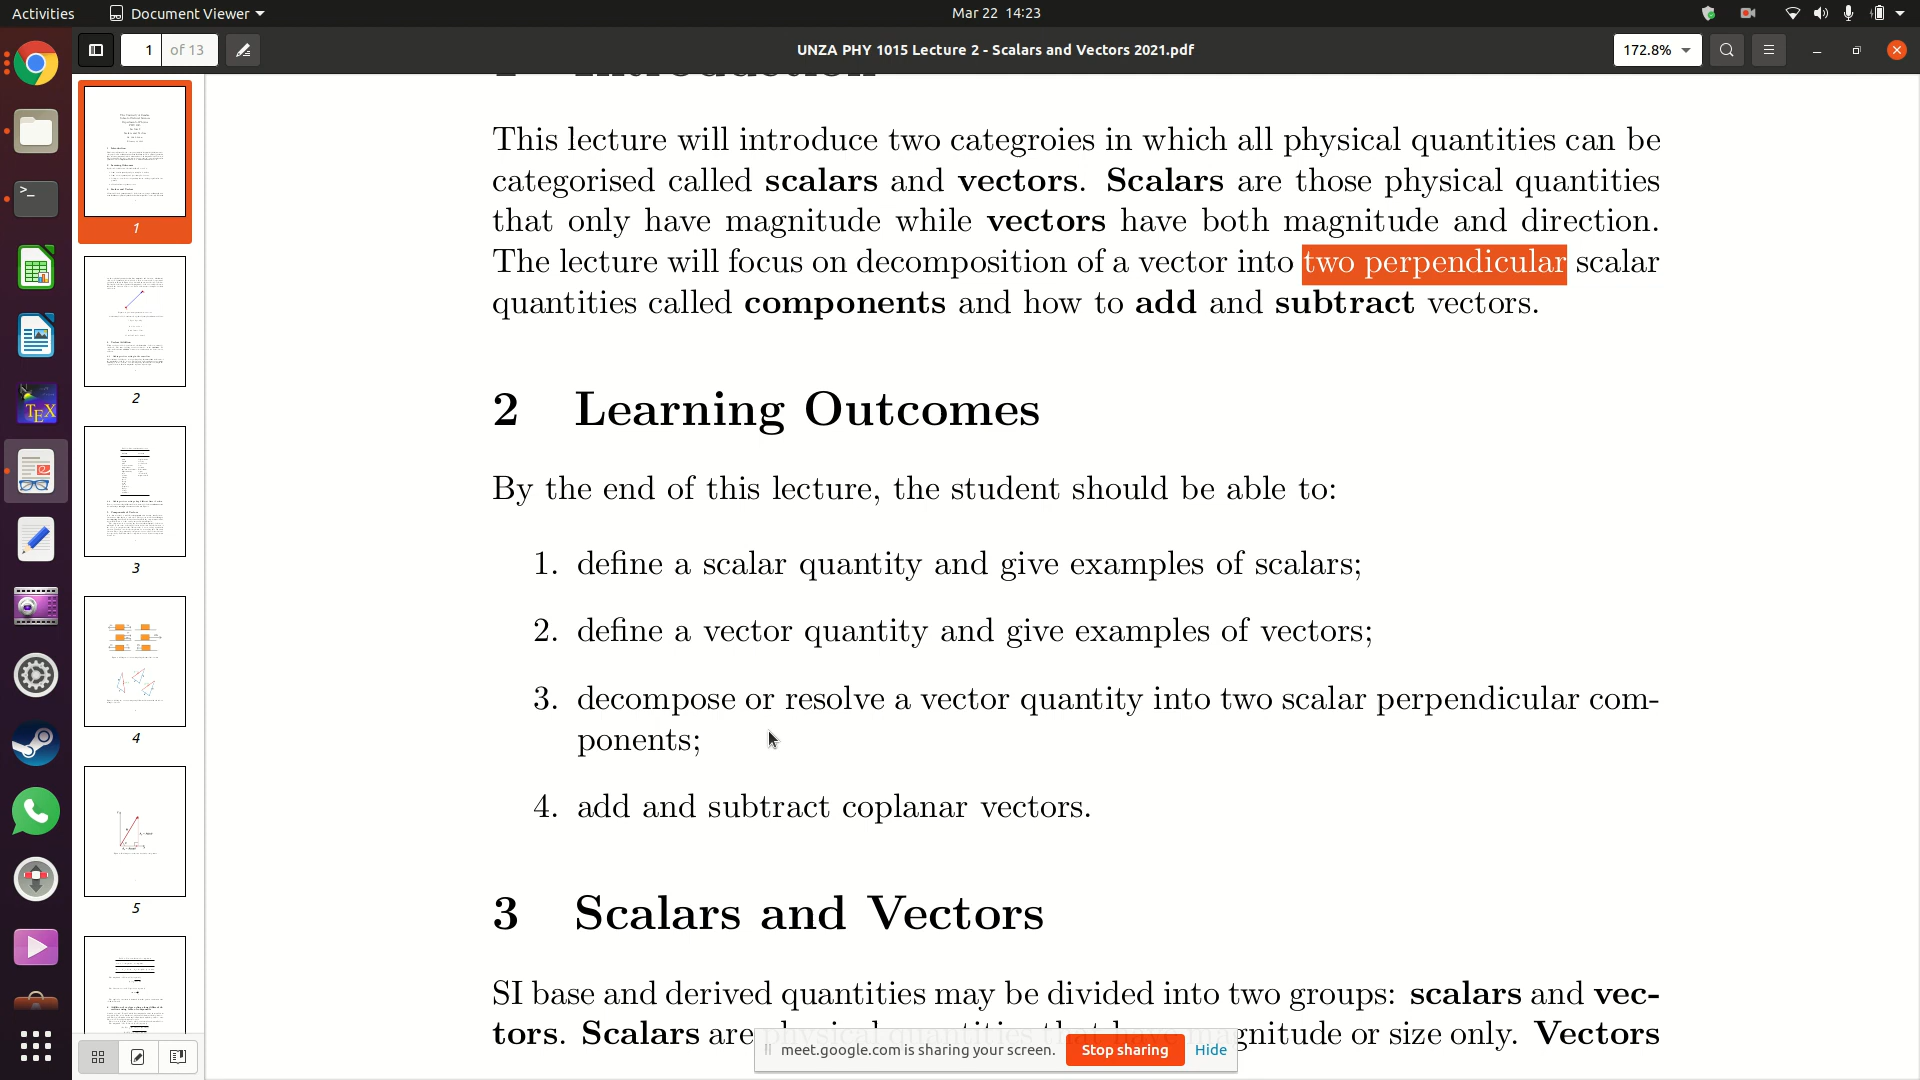 Activities Document Viewer Mar 22 14:23
1 of 13 UNZA PHY 1015 Lecture 2 - Scalars and Vectors 2021.pdf 172.8%
This lecture will introduce two categroies in which all physical quantities can be
categorised called scalars and vectors. Scalars are those physical quantities
that only have magnitude while vectors have both magnitude and direction.
The lecture will focus on decomposition of a vector into two perpendicular scalar
quantities called components and how to add and subtract vectors.
2 Learning Outcomes
By the end of this lecture, the student should be able to:
1. define a scalar quantity and give examples of scalars;
2. define a vector quantity and give examples of vectors;
3. decompose or resolve a vector quantity into two scalar perpendicular com-
ponents;
4. add and subtract coplanar vectors.
3 Scalars and Vectors
SI base and derived quantities may be divided into two groups: scalars and vec-
tors. Scalars are physical quantities that have magnitude or size only. Vectors
meet.google.com is sharing your screen. Stop sharing Hide
1
2
3
4
5
TEX